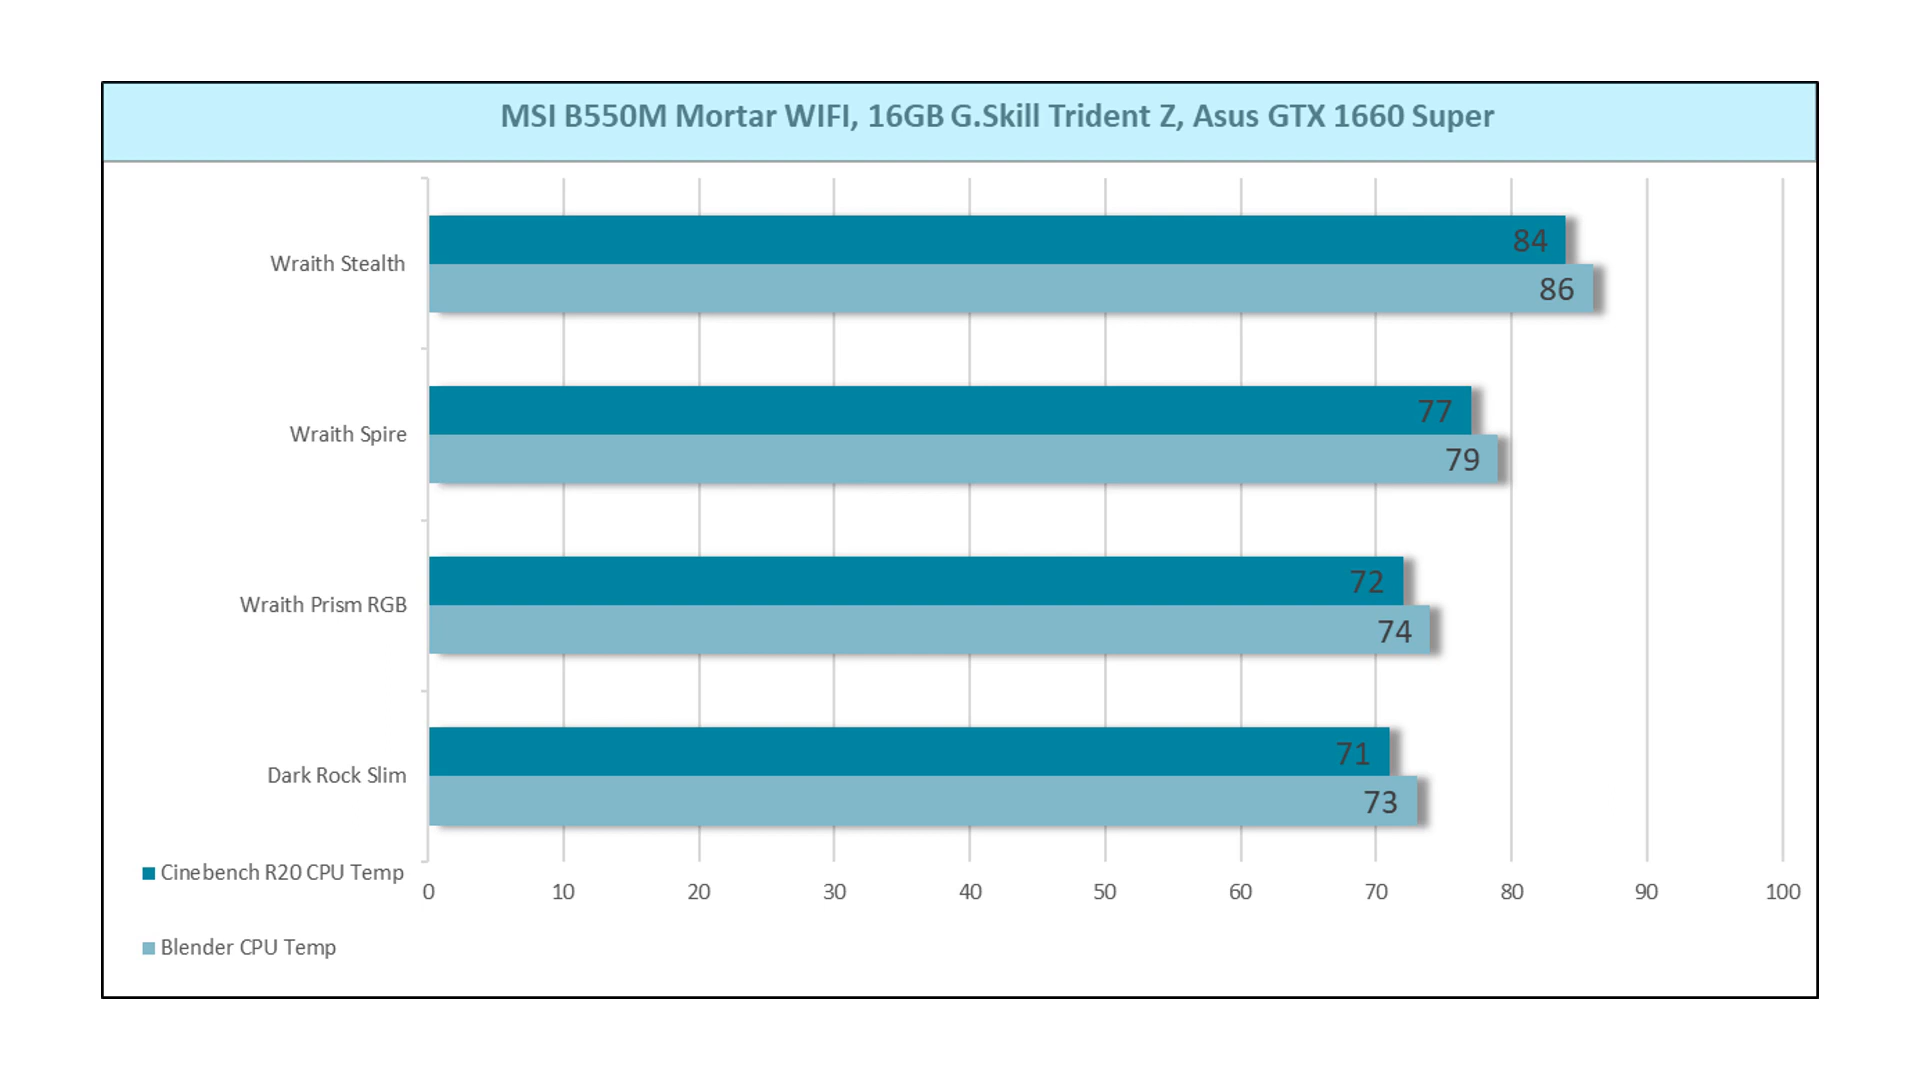 MSI B550M Mortar WIFI, 16GB G.Skill Trident Z, Asus GTX 1660 Super
Wraith Stealth
84
86
Wraith Spire
77
79
Wraith Prism RGB
72
74
Dark Rock Slim
71
73
Cinebench R20 CPU Temp
0 10 20 30 40 50 60 70 80 90 100
Blender CPU Temp